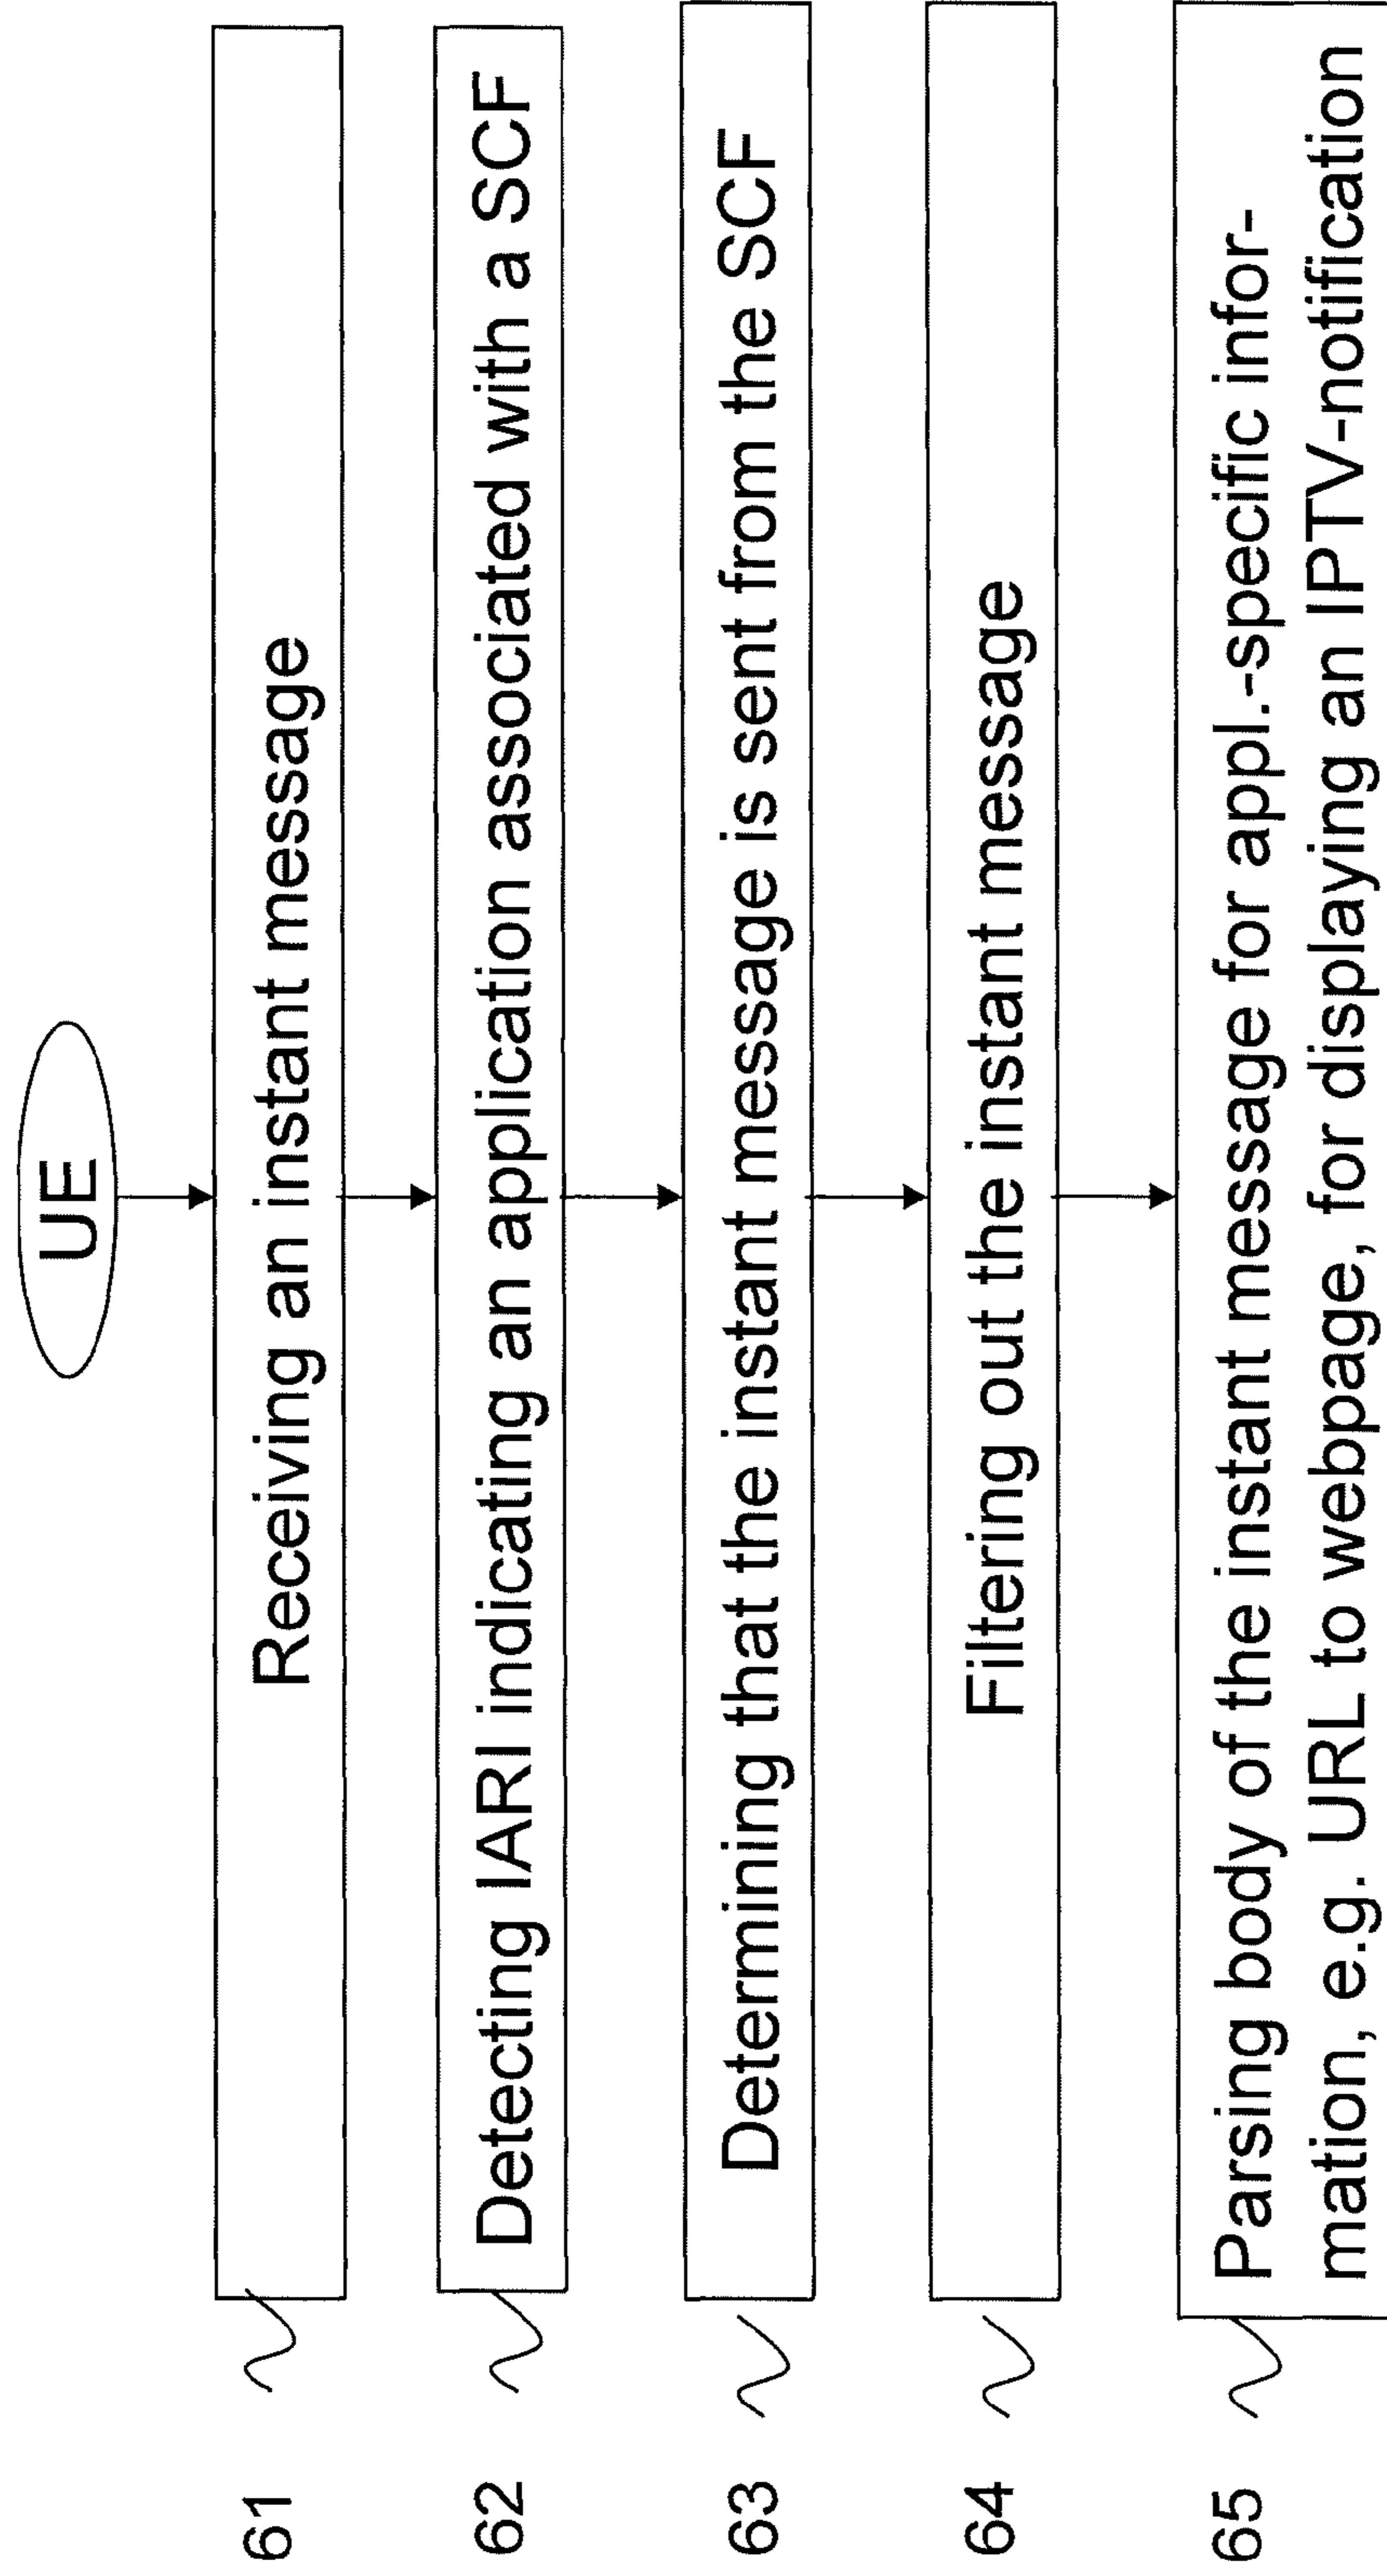 UE
61
Receiving an instant message
62
Detecting IARI indicating an application associated with a SCF
63
Determining that the instant message is sent from the SCF
64
Filtering out the instant message
65
Parsing body of the instant message for appl.-specific infor-
mation, e.g. URL to webpage, for displaying an IPTV-notification